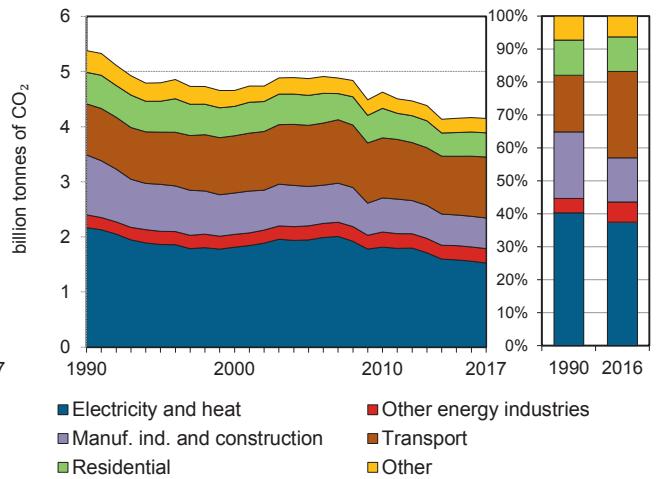 billion tonnes of CO₂
6
5
4
3
2
1
0
1990 2000 2010 2017
7
100%
90%
80%
70%
60%
50%
40%
30%
20%
10%
0%
1990 2016
Electricity and heat
Other energy industries
Manuf. ind. and construction
Transport
Residential
Other